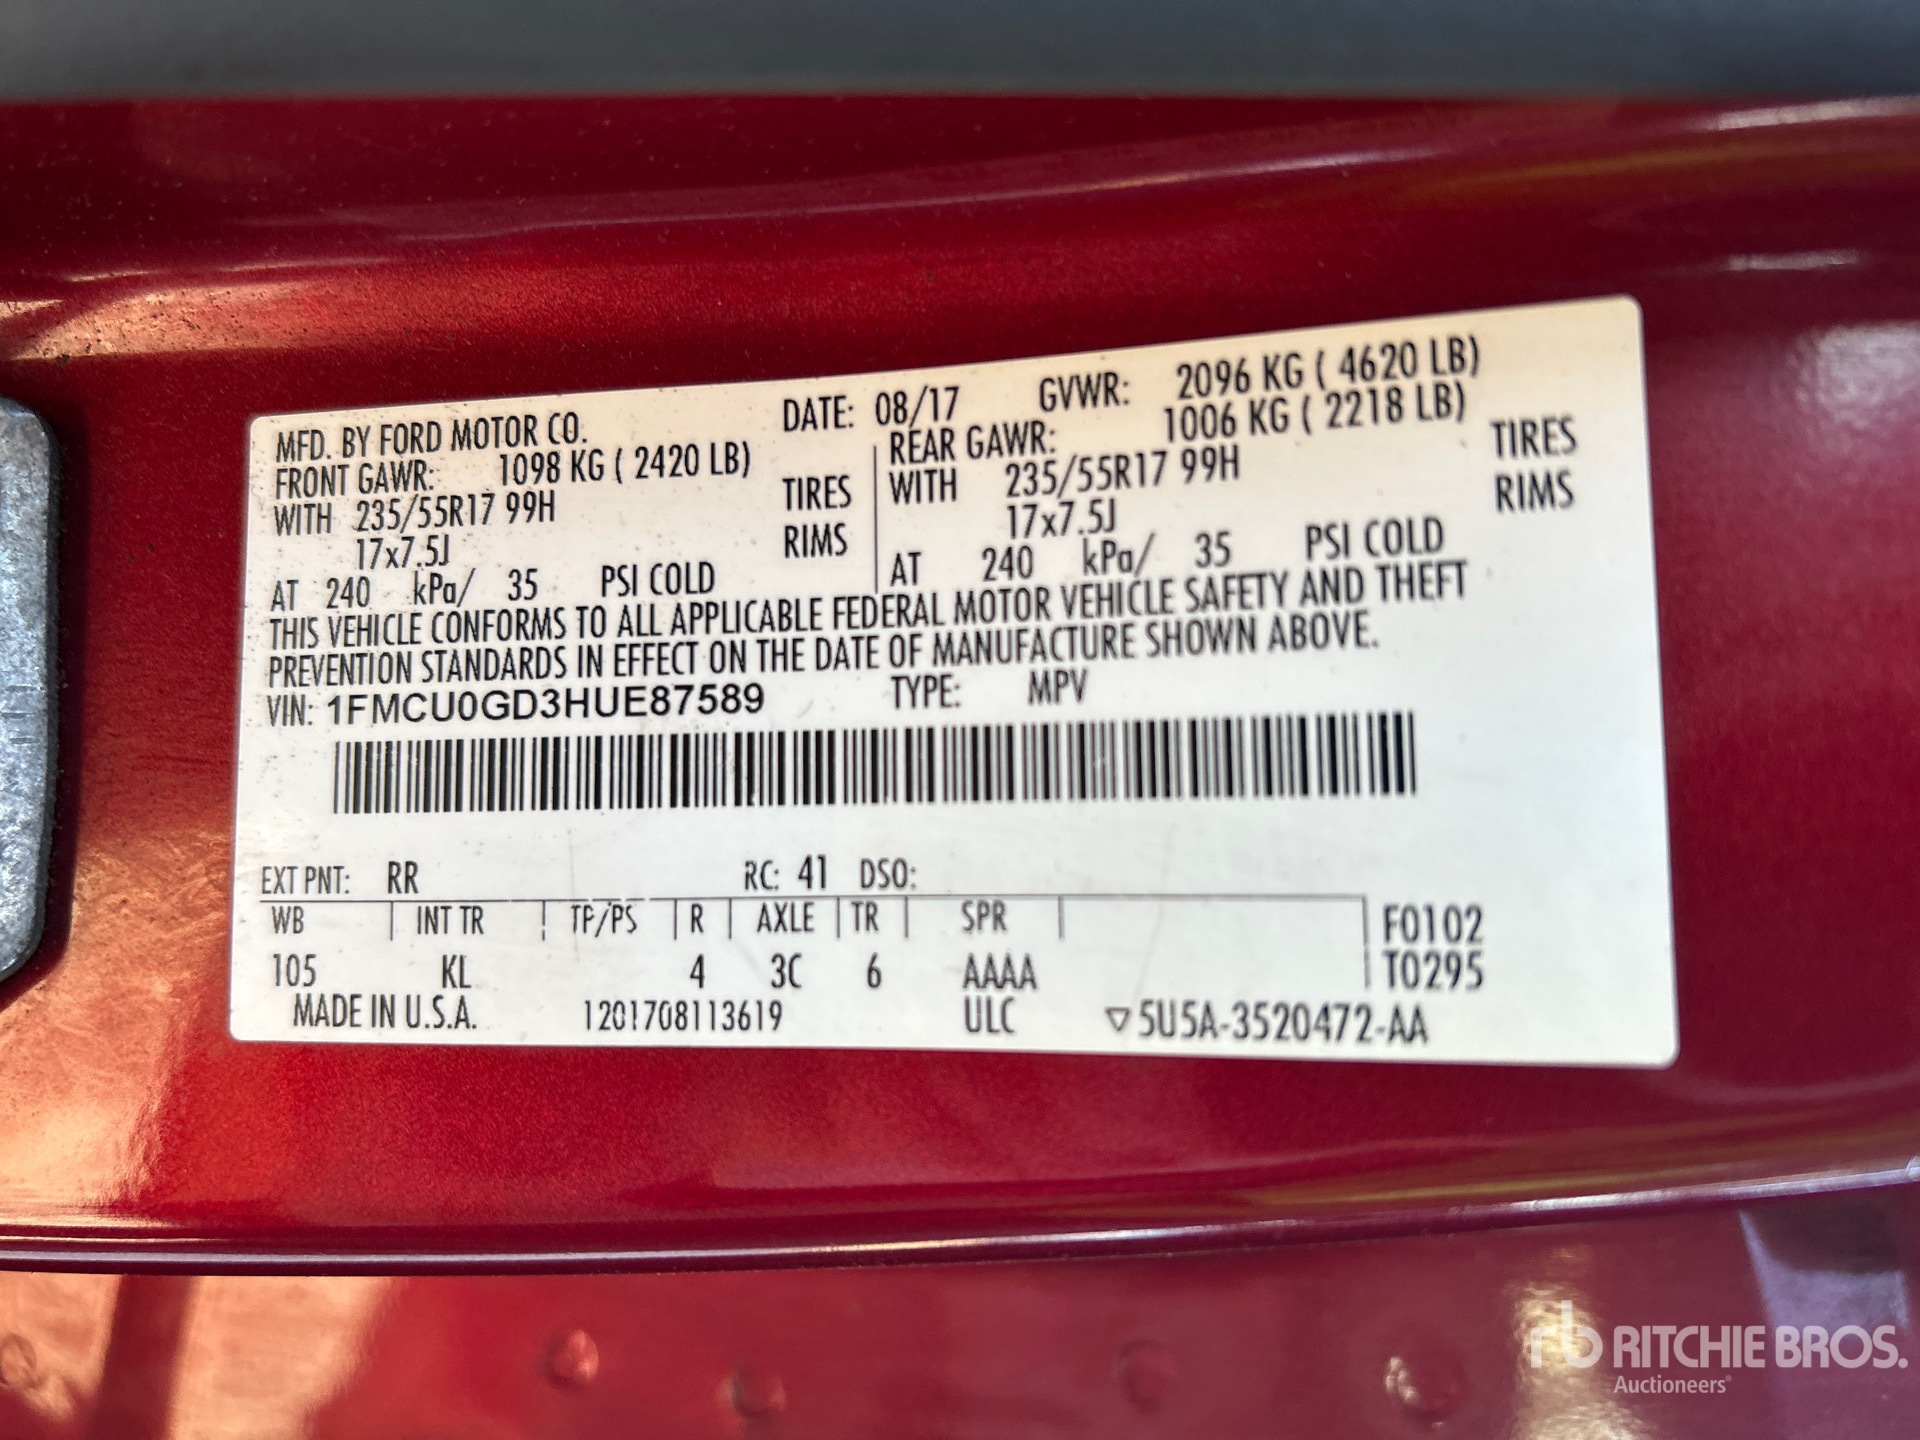 MFD. BY FORD MOTOR CO. DATE: 08/17 GVWR: 2096 KG ( 4620 LB)
FRONT GAWR: 1098 KG ( 2420 LB) REAR GAWR: 1006 KG ( 2218 LB)
WITH 235/55R17 99H TIRES WITH 235/55R17 99H TIRES
17x7.5J RIMS 17x7.5J RIMS
AT 240 kPa/ 35 PSI COLD AT 240 kPa/ 35 PSI COLD
THIS VEHICLE CONFORMS TO ALL APPLICABLE FEDERAL MOTOR VEHICLE SAFETY AND THEFT
PREVENTION STANDARDS IN EFFECT ON THE DATE OF MANUFACTURE SHOWN ABOVE.
VIN: 1FMCU0GD3HUE87589 TYPE: MPV
EXT PNT: RR RC: 41 DSO:
WB INT TR TP/PS R AXLE TR SPR F0102
105 KL 4 3C 6 AAAA T0295
MADE IN U.S.A. 1201708113619 ULC ▽5U5A-3520472-AA
rb RITCHIE BROS.
Auctioneers®